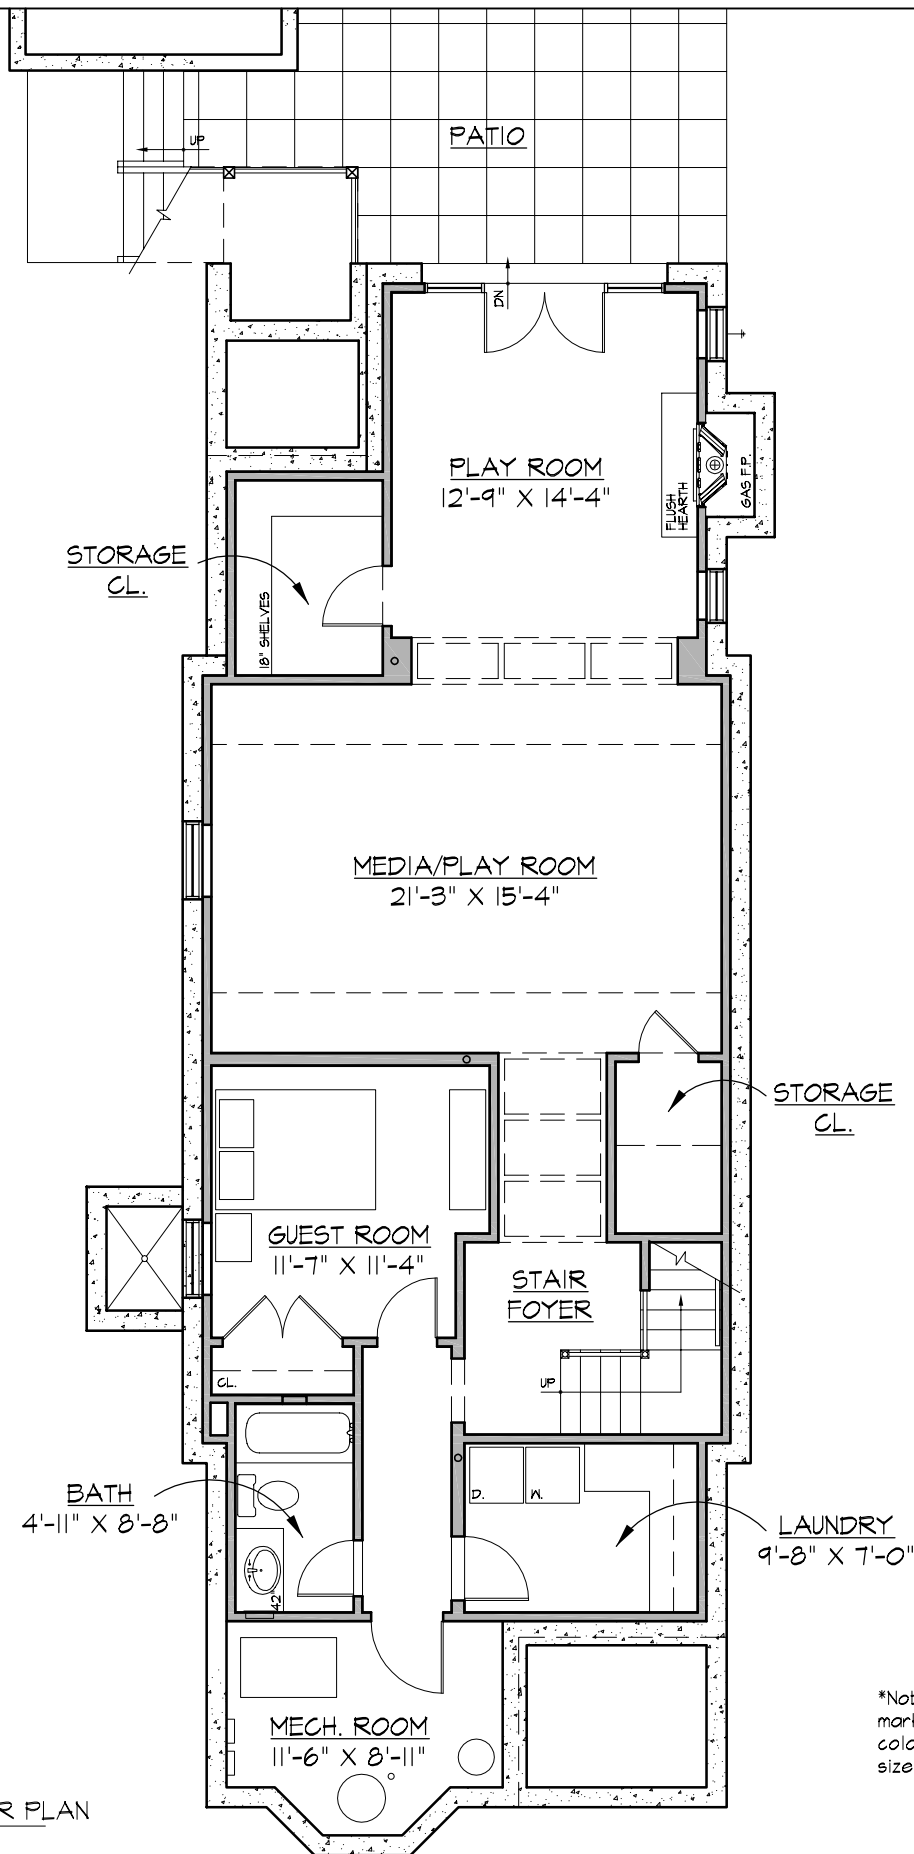 UP
PATIO
DN
PLAY ROOM
12'-9" X 14'-4"
FLUSH
HEARTH
GAS F.P.
STORAGE
CL.
18" SHELVES
MEDIA/PLAY ROOM
21'-3" X 15'-4"
STORAGE
CL.
GUEST ROOM
11'-7" X 11'-4"
STAIR
FOYER
CL.
UP
BATH
4'-11" X 8'-8"
D.
W.
LAUNDRY
9'-8" X 7'-0"
42"
MECH. ROOM
11'-6" X 8'-11"
R PLAN